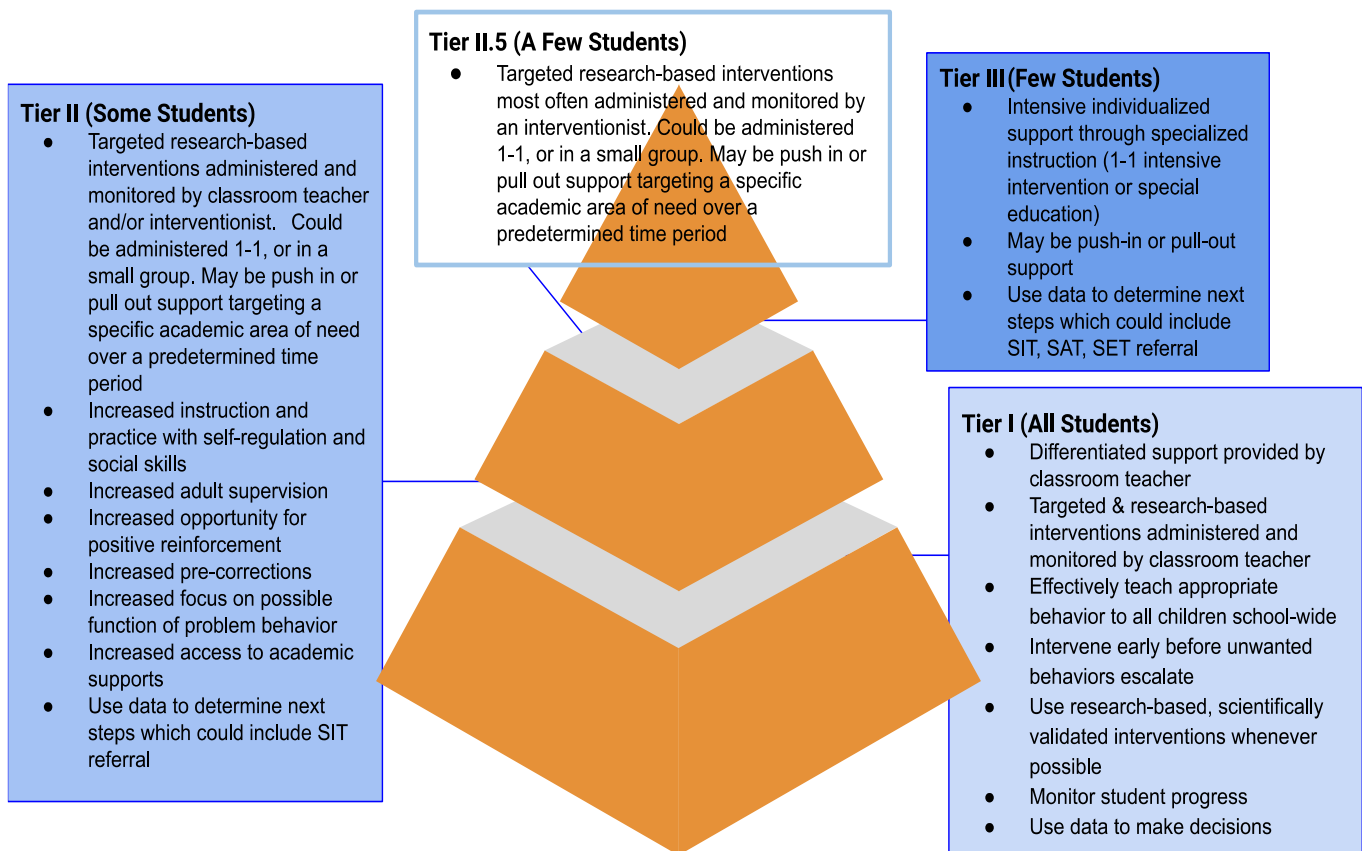 Tier II.5 (A Few Students)
● Targeted research-based interventions
most often administered and monitored by
an interventionist. Could be administered
1-1, or in a small group. May be push in or
pull out support targeting a specific
academic area of need over a
predetermined time period
Tier III (Few Students)
● Intensive individualized
support through specialized
instruction (1-1 intensive
intervention or special
education)
● May be push-in or pull-out
support
● Use data to determine next
steps which could include
SIT, SAT, SET referral
Tier II (Some Students)
● Targeted research-based
interventions administered and
monitored by classroom teacher
and/or interventionist. Could
be administered 1-1, or in a
small group. May be push in or
pull out support targeting a
specific academic area of need
over a predetermined time
period
● Increased instruction and
practice with self-regulation and
social skills
● Increased adult supervision
● Increased opportunity for
positive reinforcement
● Increased pre-corrections
● Increased focus on possible
function of problem behavior
● Increased access to academic
supports
● Use data to determine next
steps which could include SIT
referral
Tier I (All Students)
● Differentiated support provided by
classroom teacher
● Targeted & research-based
interventions administered and
monitored by classroom teacher
● Effectively teach appropriate
behavior to all children school-wide
● Intervene early before unwanted
behaviors escalate
● Use research-based, scientifically
validated interventions whenever
possible
● Monitor student progress
● Use data to make decisions